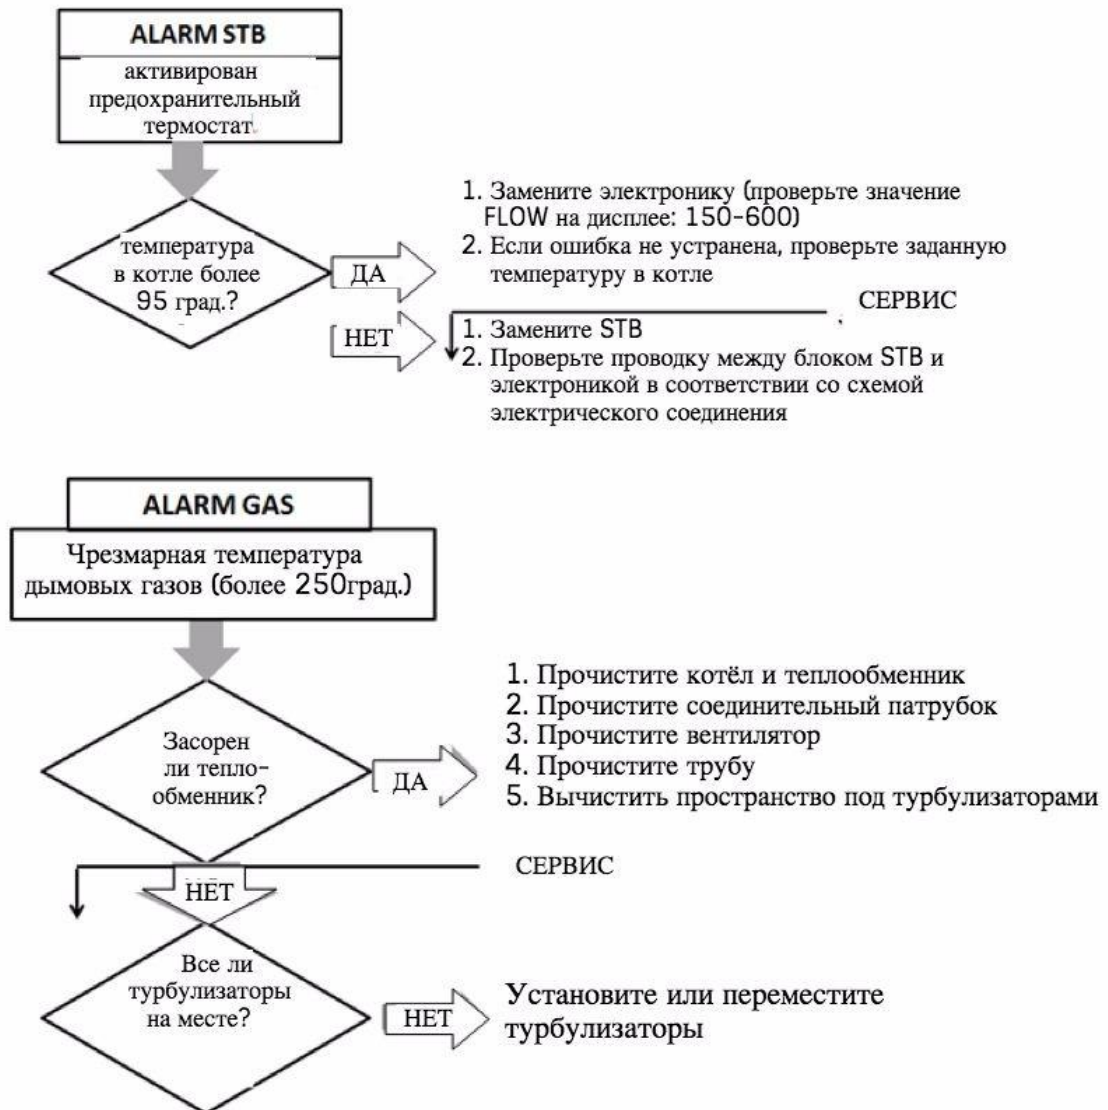 ALARM STB
активирован
предохранительный
термостат
температура
в котле более
95 град.?
ДА
1. Замените электронику (проверьте значение
FLOW на дисплее: 150-600)
2. Если ошибка не устранена, проверьте заданную
температуру в котле
СЕРВИС
НЕТ
1. Замените STB
2. Проверьте проводку между блоком STB и
электроникой в соответствии со схемой
электрического соединения
ALARM GAS
Чрезмарная температура
дымовых газов (более 250град.)
Засорен
ли тепло-
обменник?
ДА
1. Прочистите котёл и теплообменник
2. Прочистите соединительный патрубок
3. Прочистите вентилятор
4. Прочистите трубу
5. Вычистить пространство под турбулизаторами
СЕРВИС
НЕТ
Все ли
турбулизаторы
на месте?
НЕТ
Установите или переместите
турбулизаторы